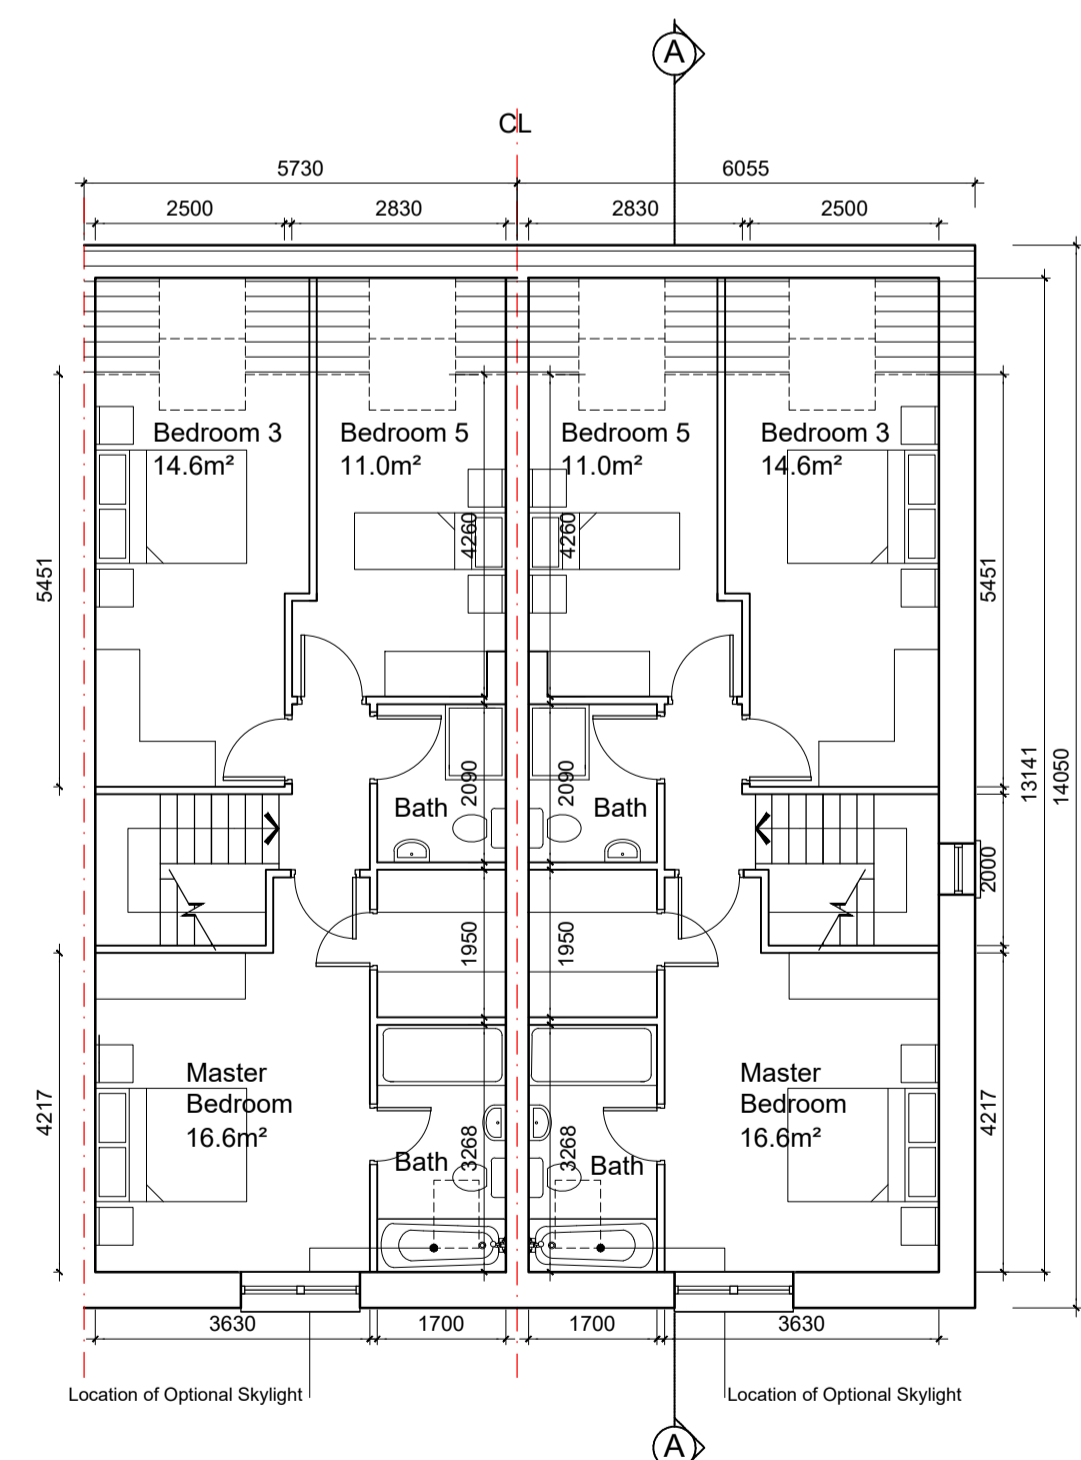 A
CL
5730
6055
2500
2830
2830
2500
Bedroom 3
14.6m²
Bedroom 5
11.0m²
Bedroom 5
11.0m²
Bedroom 3
14.6m²
4260
4260
5451
5451
13141
14050
2090
2090
Bath
Bath
2000
1950
1950
Master
Bedroom
16.6m²
Master
Bedroom
16.6m²
4217
4217
Bath
3268
3268
Bath
3630
1700
1700
3630
Location of Optional Skylight
Location of Optional Skylight
A